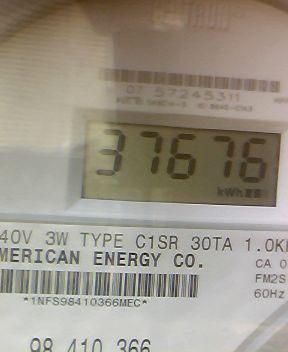 07 57245311
37676
kWh
40V 3W TYPE C1SR 30TA 1.0K
MERICAN ENERGY CO.
CA 0
FM2S
*1NFS98410366MEC*
60Hz
98 410 366